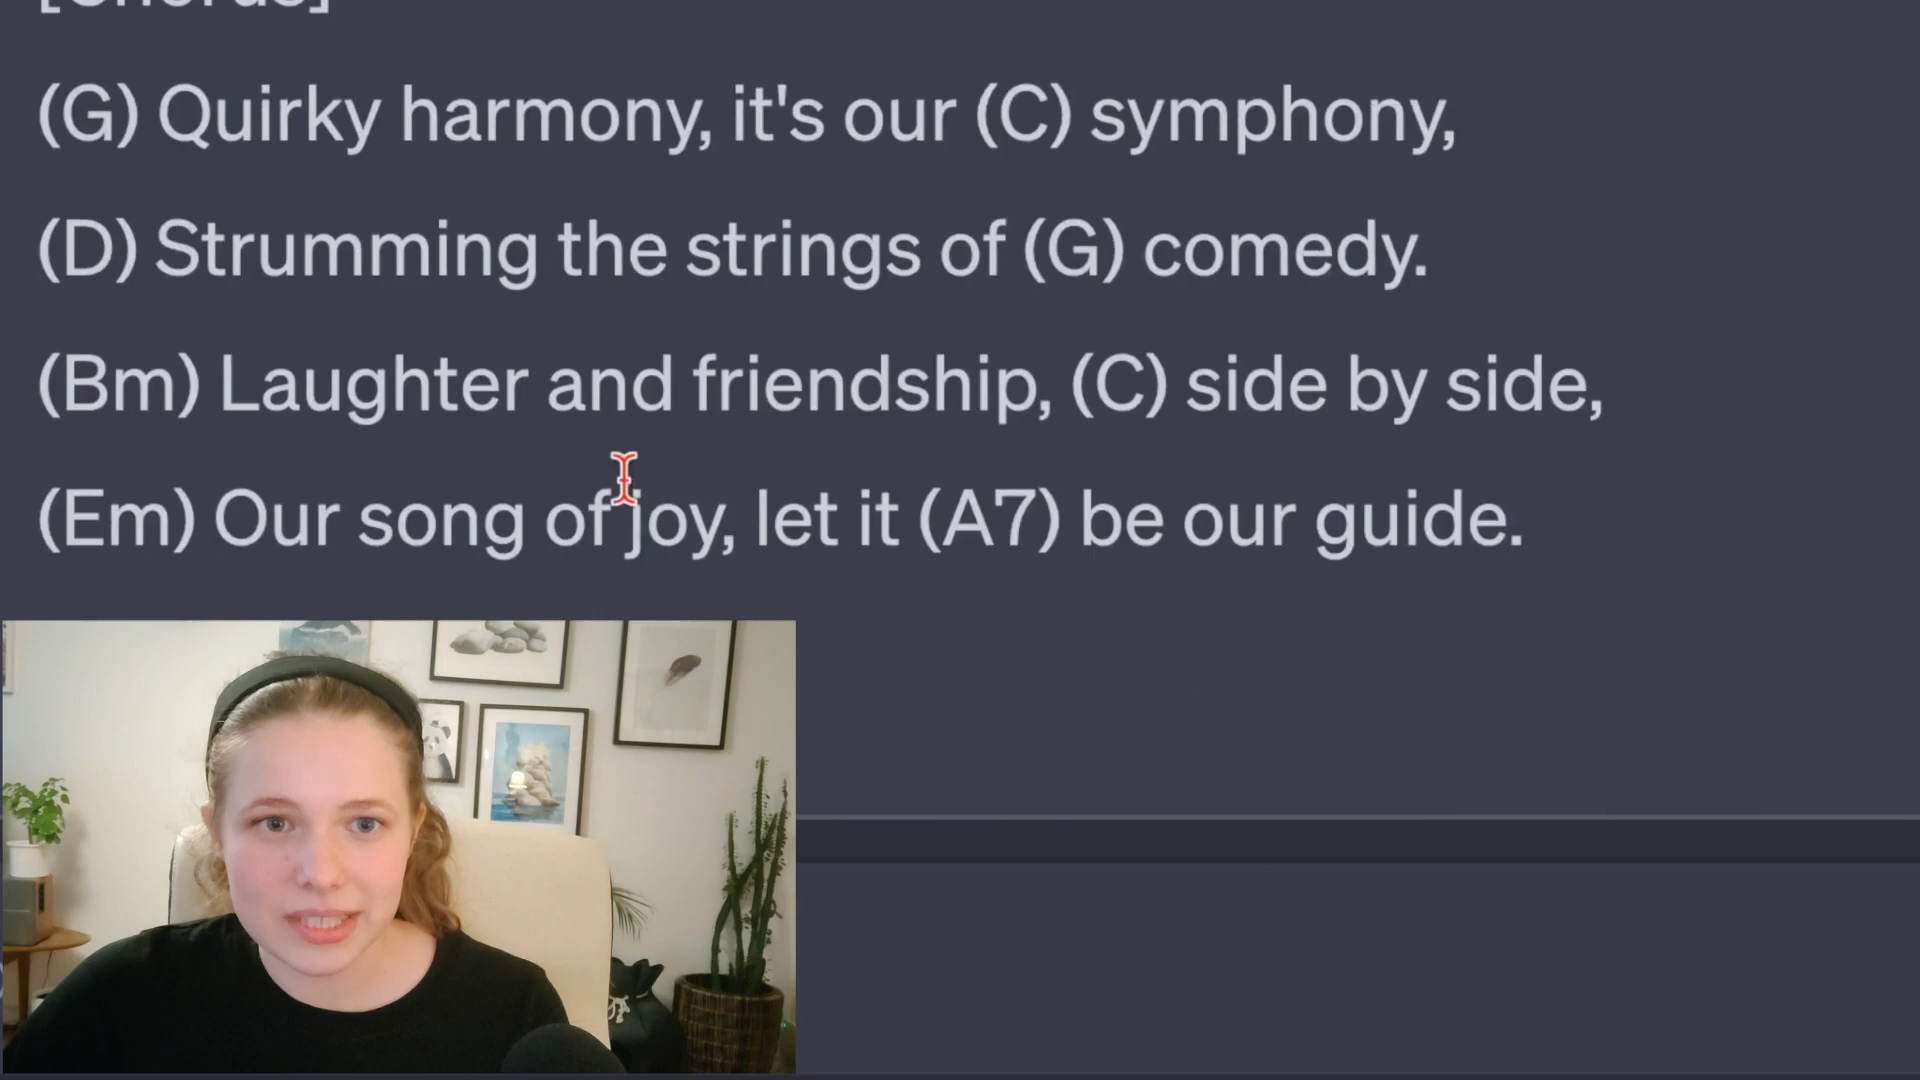 [Chorus]
(G) Quirky harmony, it's our (C) symphony,
(D) Strumming the strings of (G) comedy.
(Bm) Laughter and friendship, (C) side by side,
(Em) Our song of joy, let it (A7) be our guide.